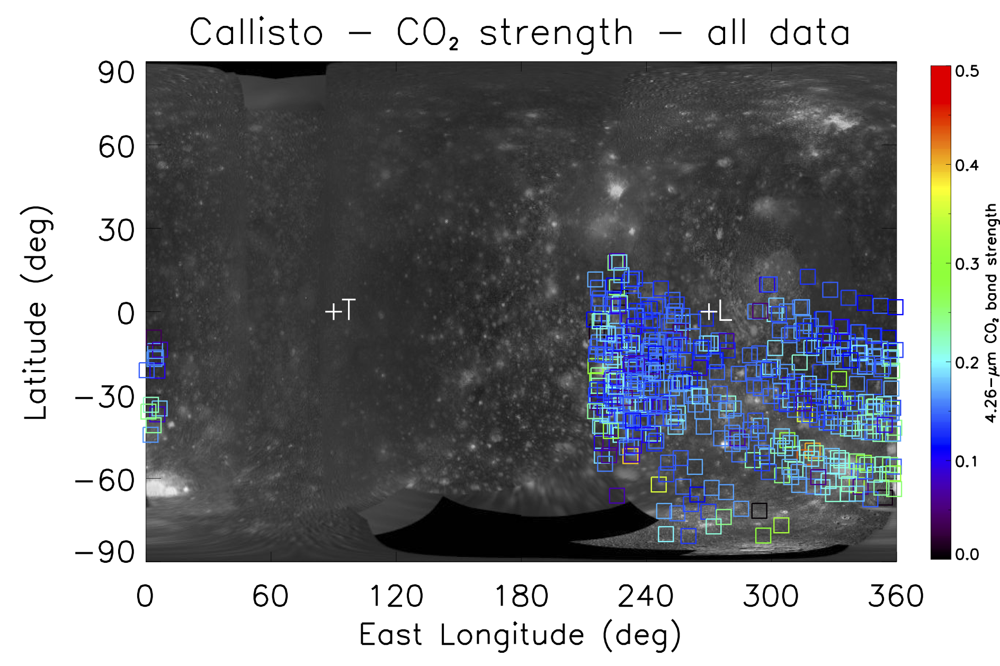 Callisto – CO₂ strength – all data
90
60
30
0
−30
−60
−90
Latitude (deg)
+T
+L
0 60 120 180 240 300 360
East Longitude (deg)
0.5
0.4
0.3
0.2
0.1
0.0
4.26−μm CO₂ band strength